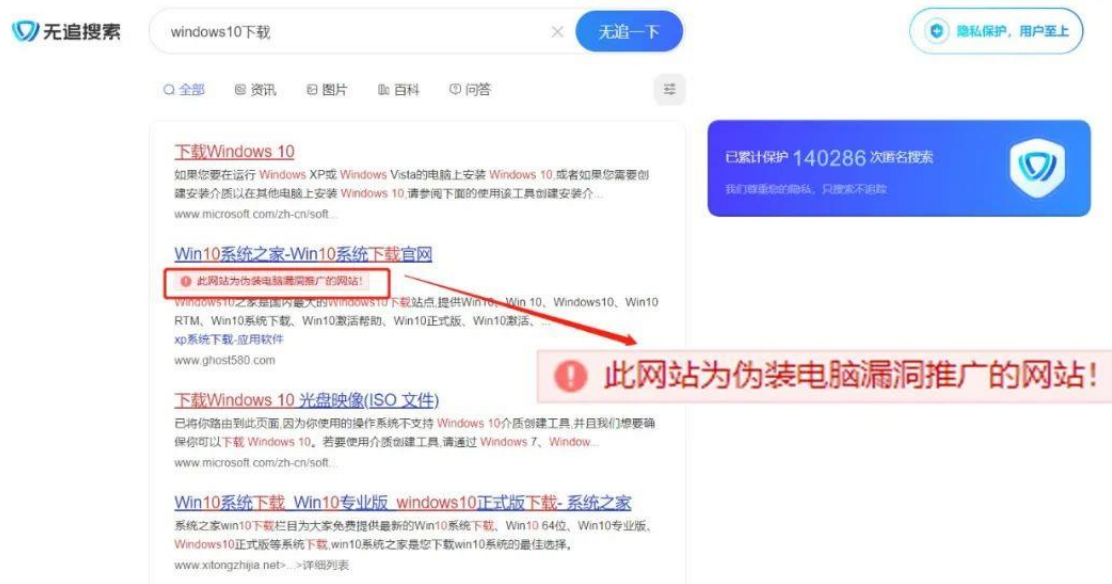 无追搜索
windows10下载
无追一下
隐私保护，用户至上
全部 资讯 图片 百科 问答
下载Windows 10
如果您要在运行 Windows XP或 Windows Vista的电脑上安装 Windows 10,或者如果您需要创
建安装介质以在其他电脑上安装 Windows 10,请参阅下面的使用该工具创建安装介...
www.microsoft.com/zh-cn/soft...
已累计保护 140286 次匿名搜索
我们尊重您的隐私，只搜索不追踪
Win10系统之家-Win10系统下载官网
此网站为伪装电脑漏洞推广的网站!
Windows10之家是国内最大的Windows10下载站点,提供Win10、Win 10、Windows10、Win10
RTM、Win10系统下载、Win10激活帮助、Win10正式版、Win10激活、...
xp系统下载-应用软件
www.ghost580.com
此网站为伪装电脑漏洞推广的网站!
下载Windows 10 光盘映像(ISO 文件)
已将你路由到此页面,因为你使用的操作系统不支持 Windows 10介质创建工具,并且我们想要确
保你可以下载 Windows 10。若要使用介质创建工具,请通过 Windows 7、Window...
www.microsoft.com/zh-cn/soft...
Win10系统下载_Win10专业版_windows10正式版下载- 系统之家
系统之家win10下载栏目为大家免费提供最新的Win10系统下载、Win10 64位、Win10专业版、
Windows10正式版等系统下载,win10系统之家是您下载win10系统的最佳选择。
www.xitongzhijia.net>...>详细列表